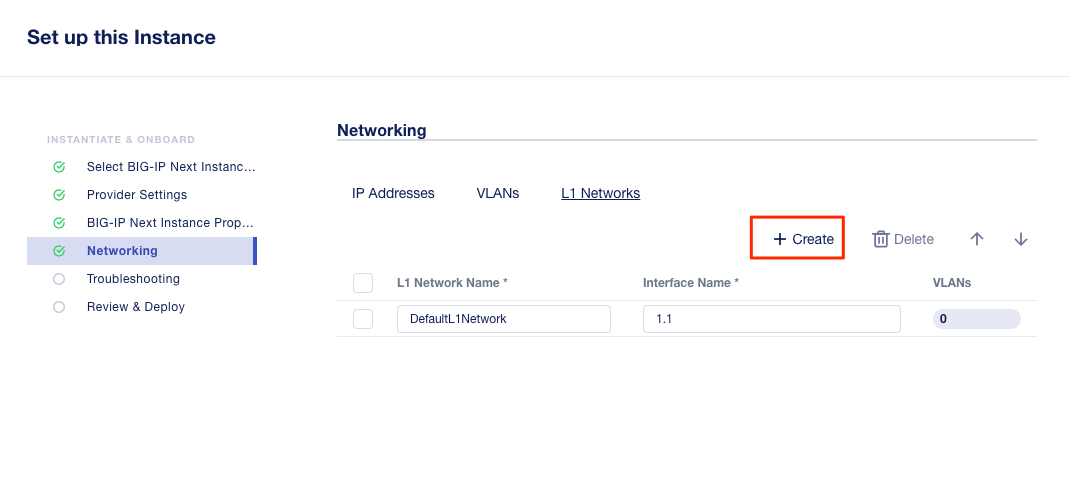 Set up this Instance
INSTANTIATE & ONBOARD
Select BIG-IP Next Instanc...
Provider Settings
BIG-IP Next Instance Prop...
Networking
Troubleshooting
Review & Deploy
Networking
IP Addresses VLANs L1 Networks
+ Create Delete
L1 Network Name * Interface Name * VLANs
DefaultL1Network 1.1 0